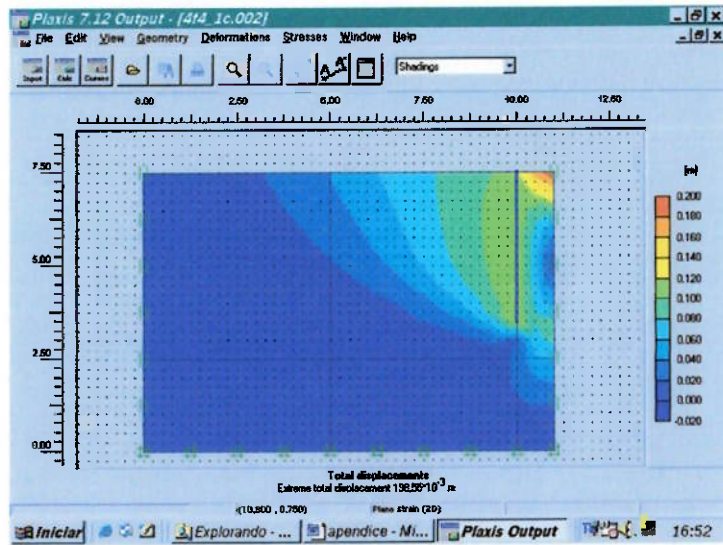 Plaxis 7.12 Output - [4f4_1c.002]
File Edit View Geometry Deformations Stresses Window Help
Input Calc Curves Shadings
0.00 2.50 5.00 7.50 10.00 12.50
7.50
5.00
2.50
0.00
[m]
0.200
0.180
0.160
0.140
0.120
0.100
0.080
0.060
0.040
0.020
0.000
-0.020
Total displacements
Extreme total displacement 198.56*10-3 m
(10.800 , 0.750) Plane strain (2D)
Iniciar Explorando - ... apendice - Mi... Plaxis Output 16:52